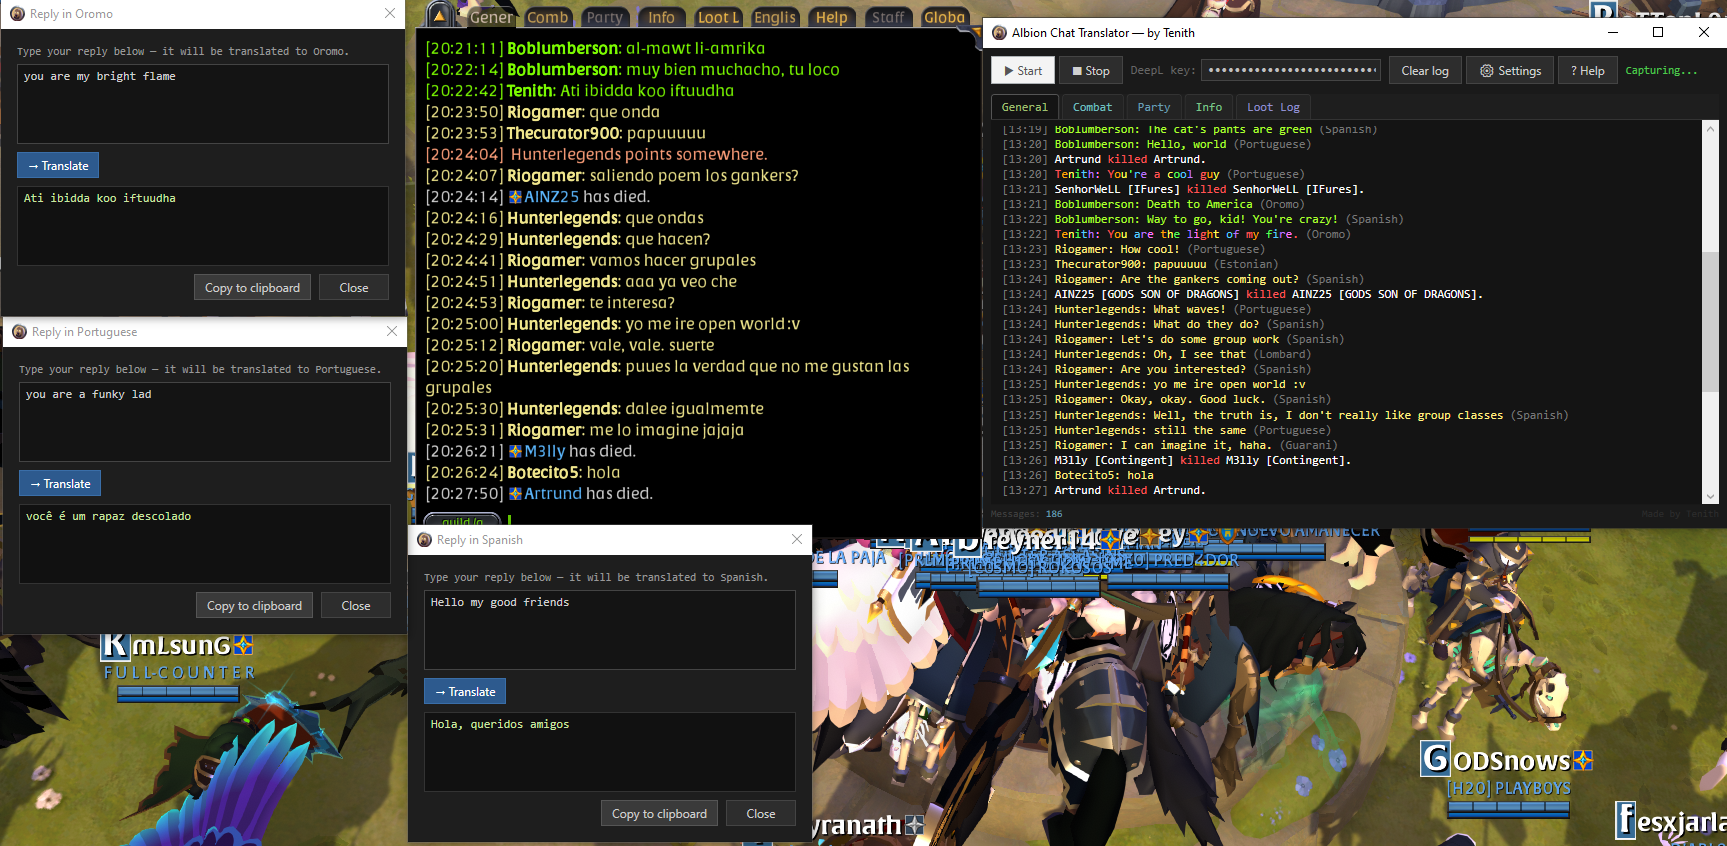 Reply in Oromo
Type your reply below — it will be translated to Oromo.
you are my bright flame
→ Translate
Ati ibidda koo iftuudha
Copy to clipboard
Close
Reply in Portuguese
Type your reply below — it will be translated to Portuguese.
you are a funky lad
→ Translate
você é um rapaz descolado
Copy to clipboard
Close
KmLsunG
FULL-COUNTER
Gener
Comb
Party
Info
Loot L
Englis
Help
Staff
Globa
[20:21:11] Boblumberson: al-mawt li-amrika
[20:22:14] Boblumberson: muy bien muchacho, tu loco
[20:22:42] Tenith: Ati ibidda koo iftuudha
[20:23:50] Riogamer: que onda
[20:23:53] Thecurator900: papuuuuu
[20:24:04] Hunterlegends points somewhere.
[20:24:07] Riogamer: saliendo poem los gankers?
[20:24:14] AINZ25 has died.
[20:24:16] Hunterlegends: que ondas
[20:24:29] Hunterlegends: que hacen?
[20:24:41] Riogamer: vamos hacer grupales
[20:24:51] Hunterlegends: aaa ya veo che
[20:24:53] Riogamer: te interesa?
[20:25:00] Hunterlegends: yo me ire open world :v
[20:25:12] Riogamer: vale, vale. suerte
[20:25:20] Hunterlegends: puues la verdad que no me gustan las
grupales
[20:25:30] Hunterlegends: dalee igualmemte
[20:25:31] Riogamer: me lo imagine jajaja
[20:26:21] M3lly has died.
[20:26:24] Botecito5: hola
[20:27:50] Artrund has died.
Reply in Spanish
Type your reply below — it will be translated to Spanish.
Hello my good friends
→ Translate
Hola, queridos amigos
Copy to clipboard
Close
Albion Chat Translator — by Tenith
▶ Start
■ Stop
DeepL key:
Clear log
Settings
? Help
Capturing...
General
Combat
Party
Info
Loot Log
[13:19] Boblumberson: The cat's pants are green (Spanish)
[13:20] Boblumberson: Hello, world (Portuguese)
[13:20] Artrund killed Artrund.
[13:20] Tenith: You're a cool guy (Portuguese)
[13:21] SenhorWeLL [IFures] killed SenhorWeLL [IFures].
[13:21] Boblumberson: Death to America (Oromo)
[13:22] Boblumberson: Way to go, kid! You're crazy! (Spanish)
[13:22] Tenith: You are the light of my fire. (Oromo)
[13:23] Riogamer: How cool! (Portuguese)
[13:23] Thecurator900: papuuuuu (Estonian)
[13:24] Riogamer: Are the gankers coming out? (Spanish)
[13:24] AINZ25 [GODS SON OF DRAGONS] killed AINZ25 [GODS SON OF DRAGONS].
[13:24] Hunterlegends: What waves! (Portuguese)
[13:24] Hunterlegends: What do they do? (Spanish)
[13:24] Riogamer: Let's do some group work (Spanish)
[13:24] Hunterlegends: Oh, I see that (Lombard)
[13:24] Riogamer: Are you interested? (Spanish)
[13:25] Hunterlegends: yo me ire open world :v
[13:25] Riogamer: Okay, okay. Good luck. (Spanish)
[13:25] Hunterlegends: Well, the truth is, I don't really like group classes (Spanish)
[13:25] Hunterlegends: still the same (Portuguese)
[13:25] Riogamer: I can imagine it, haha. (Guarani)
[13:26] M3lly [Contingent] killed M3lly [Contingent].
[13:26] Botecito5: hola
[13:27] Artrund killed Artrund.
Messages: 186
Made by Tenith
DE LA PAJA
NUEVO AMANECER
PREDZDOR
GODSnows
[H20] PLAYBOYS
yranath
Fesxjarla